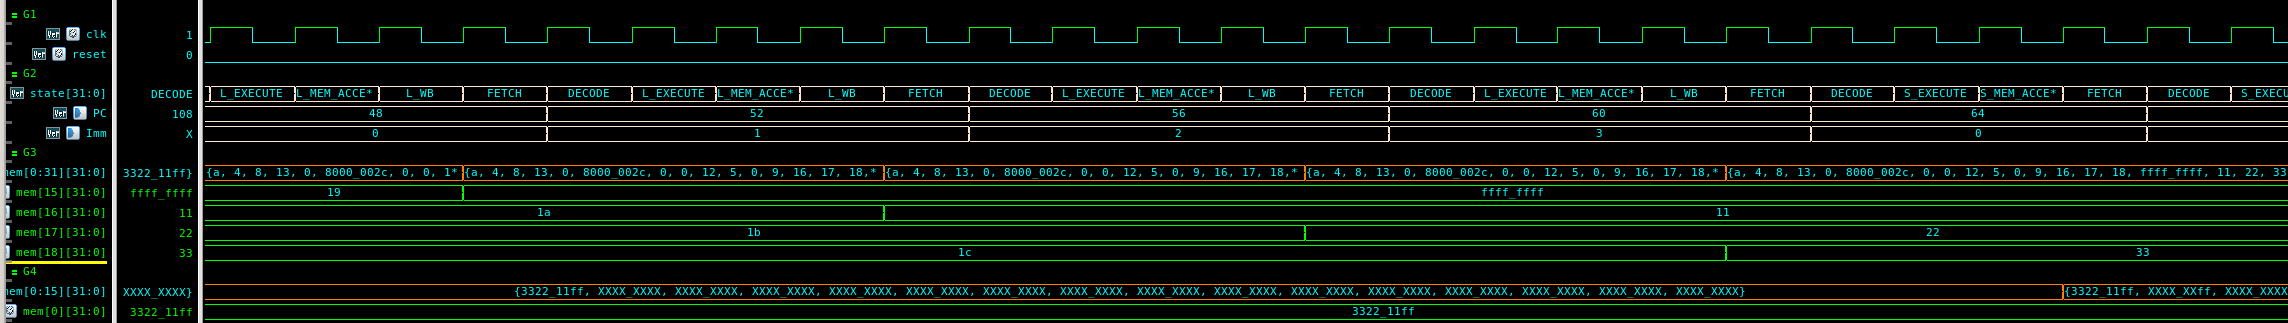 G1
Ver clk 1
Ver reset 0
G2
Ver state[31:0] DECODE L_EXECUTE L_MEM_ACCE* L_WB FETCH DECODE L_EXECUTE L_MEM_ACCE* L_WB FETCH DECODE L_EXECUTE L_MEM_ACCE* L_WB FETCH DECODE L_EXECUTE L_MEM_ACCE* L_WB FETCH DECODE S_EXECUTE S_MEM_ACCE* FETCH DECODE S_EXECU
Ver PC 108 48 52 56 60 64
Ver Imm X 0 1 2 3 0
G3
mem[0:31][31:0] 3322_11ff} {a, 4, 8, 13, 0, 8000_002c, 0, 0, 1* {a, 4, 8, 13, 0, 8000_002c, 0, 0, 12, 5, 0, 9, 16, 17, 18,* {a, 4, 8, 13, 0, 8000_002c, 0, 0, 12, 5, 0, 9, 16, 17, 18,* {a, 4, 8, 13, 0, 8000_002c, 0, 0, 12, 5, 0, 9, 16, 17, 18,* {a, 4, 8, 13, 0, 8000_002c, 0, 0, 12, 5, 0, 9, 16, 17, 18, ffff_ffff, 11, 22, 33
mem[15][31:0] ffff_ffff 19 ffff_ffff
mem[16][31:0] 11 1a 11
mem[17][31:0] 22 1b 22
mem[18][31:0] 33 1c 33
G4
mem[0:15][31:0] XXXX_XXXX} {3322_11ff, XXXX_XXXX, XXXX_XXXX, XXXX_XXXX, XXXX_XXXX, XXXX_XXXX, XXXX_XXXX, XXXX_XXXX, XXXX_XXXX, XXXX_XXXX, XXXX_XXXX, XXXX_XXXX, XXXX_XXXX, XXXX_XXXX, XXXX_XXXX, XXXX_XXXX} {3322_11ff, XXXX_XXff, XXXX_XXXX
mem[0][31:0] 3322_11ff 3322_11ff